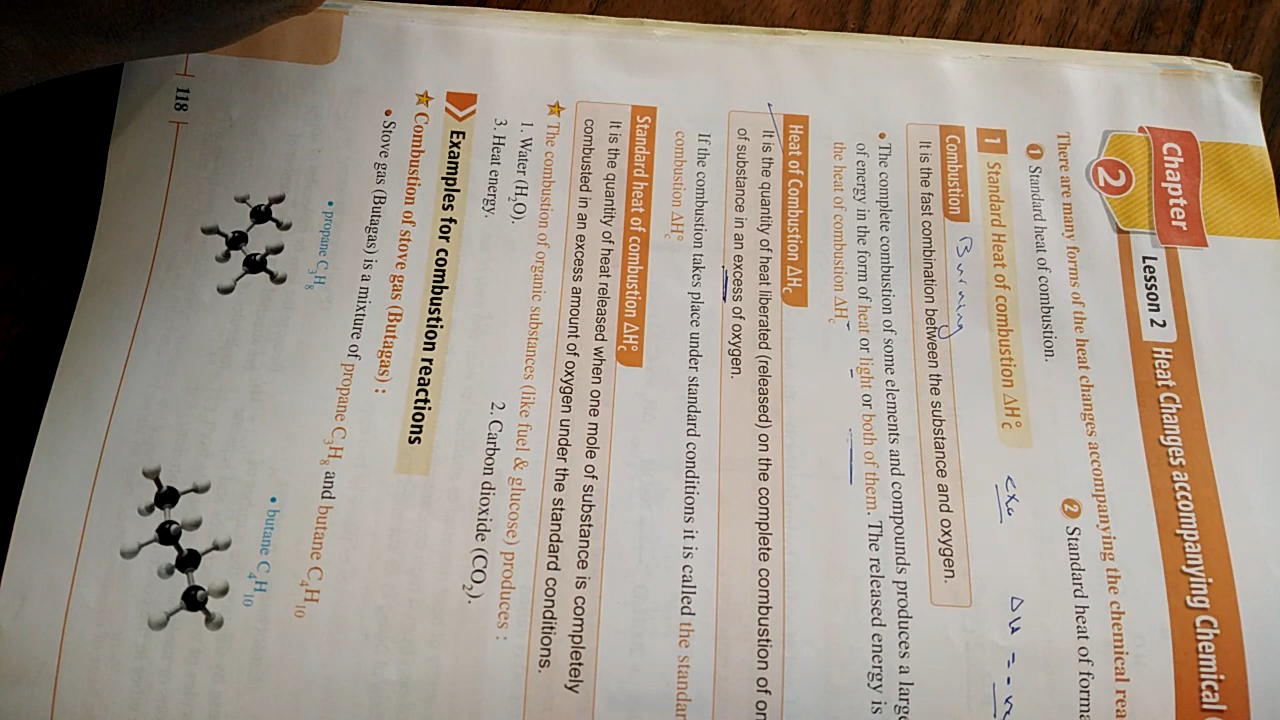 Chapter
2
Lesson 2 Heat Changes accompanying Chemical
There are many forms of the heat changes accompanying the chemical
1 Standard heat of combustion.
2 Standard heat of
1 Standard Heat of combustion ΔH°c
exo ΔH = -ve
Combustion
Burning
It is the fast combination between the substance and oxygen.
• The complete combustion of some elements and compounds produces a large
of energy in the form of heat or light or both of them. The released energy is
the heat of combustion ΔHc
Heat of Combustion ΔHc
It is the quantity of heat liberated (released) on the complete combustion of
of substance in an excess of oxygen.
If the combustion takes place under standard conditions it is called the
combustion ΔH°c
Standard heat of combustion ΔH°c
It is the quantity of heat released when one mole of substance is completely
combusted in an excess amount of oxygen under the standard conditions.
★ The combustion of organic substances (like fuel & glucose) produces :
1. Water (H₂O).
2. Carbon dioxide (CO₂).
3. Heat energy.
Examples for combustion reactions
★ Combustion of stove gas (Butagas) :
• Stove gas (Butagas) is a mixture of propane C₃H₈ and butane C₄H₁₀
• propane C₃H₈
• butane C₄H₁₀
118